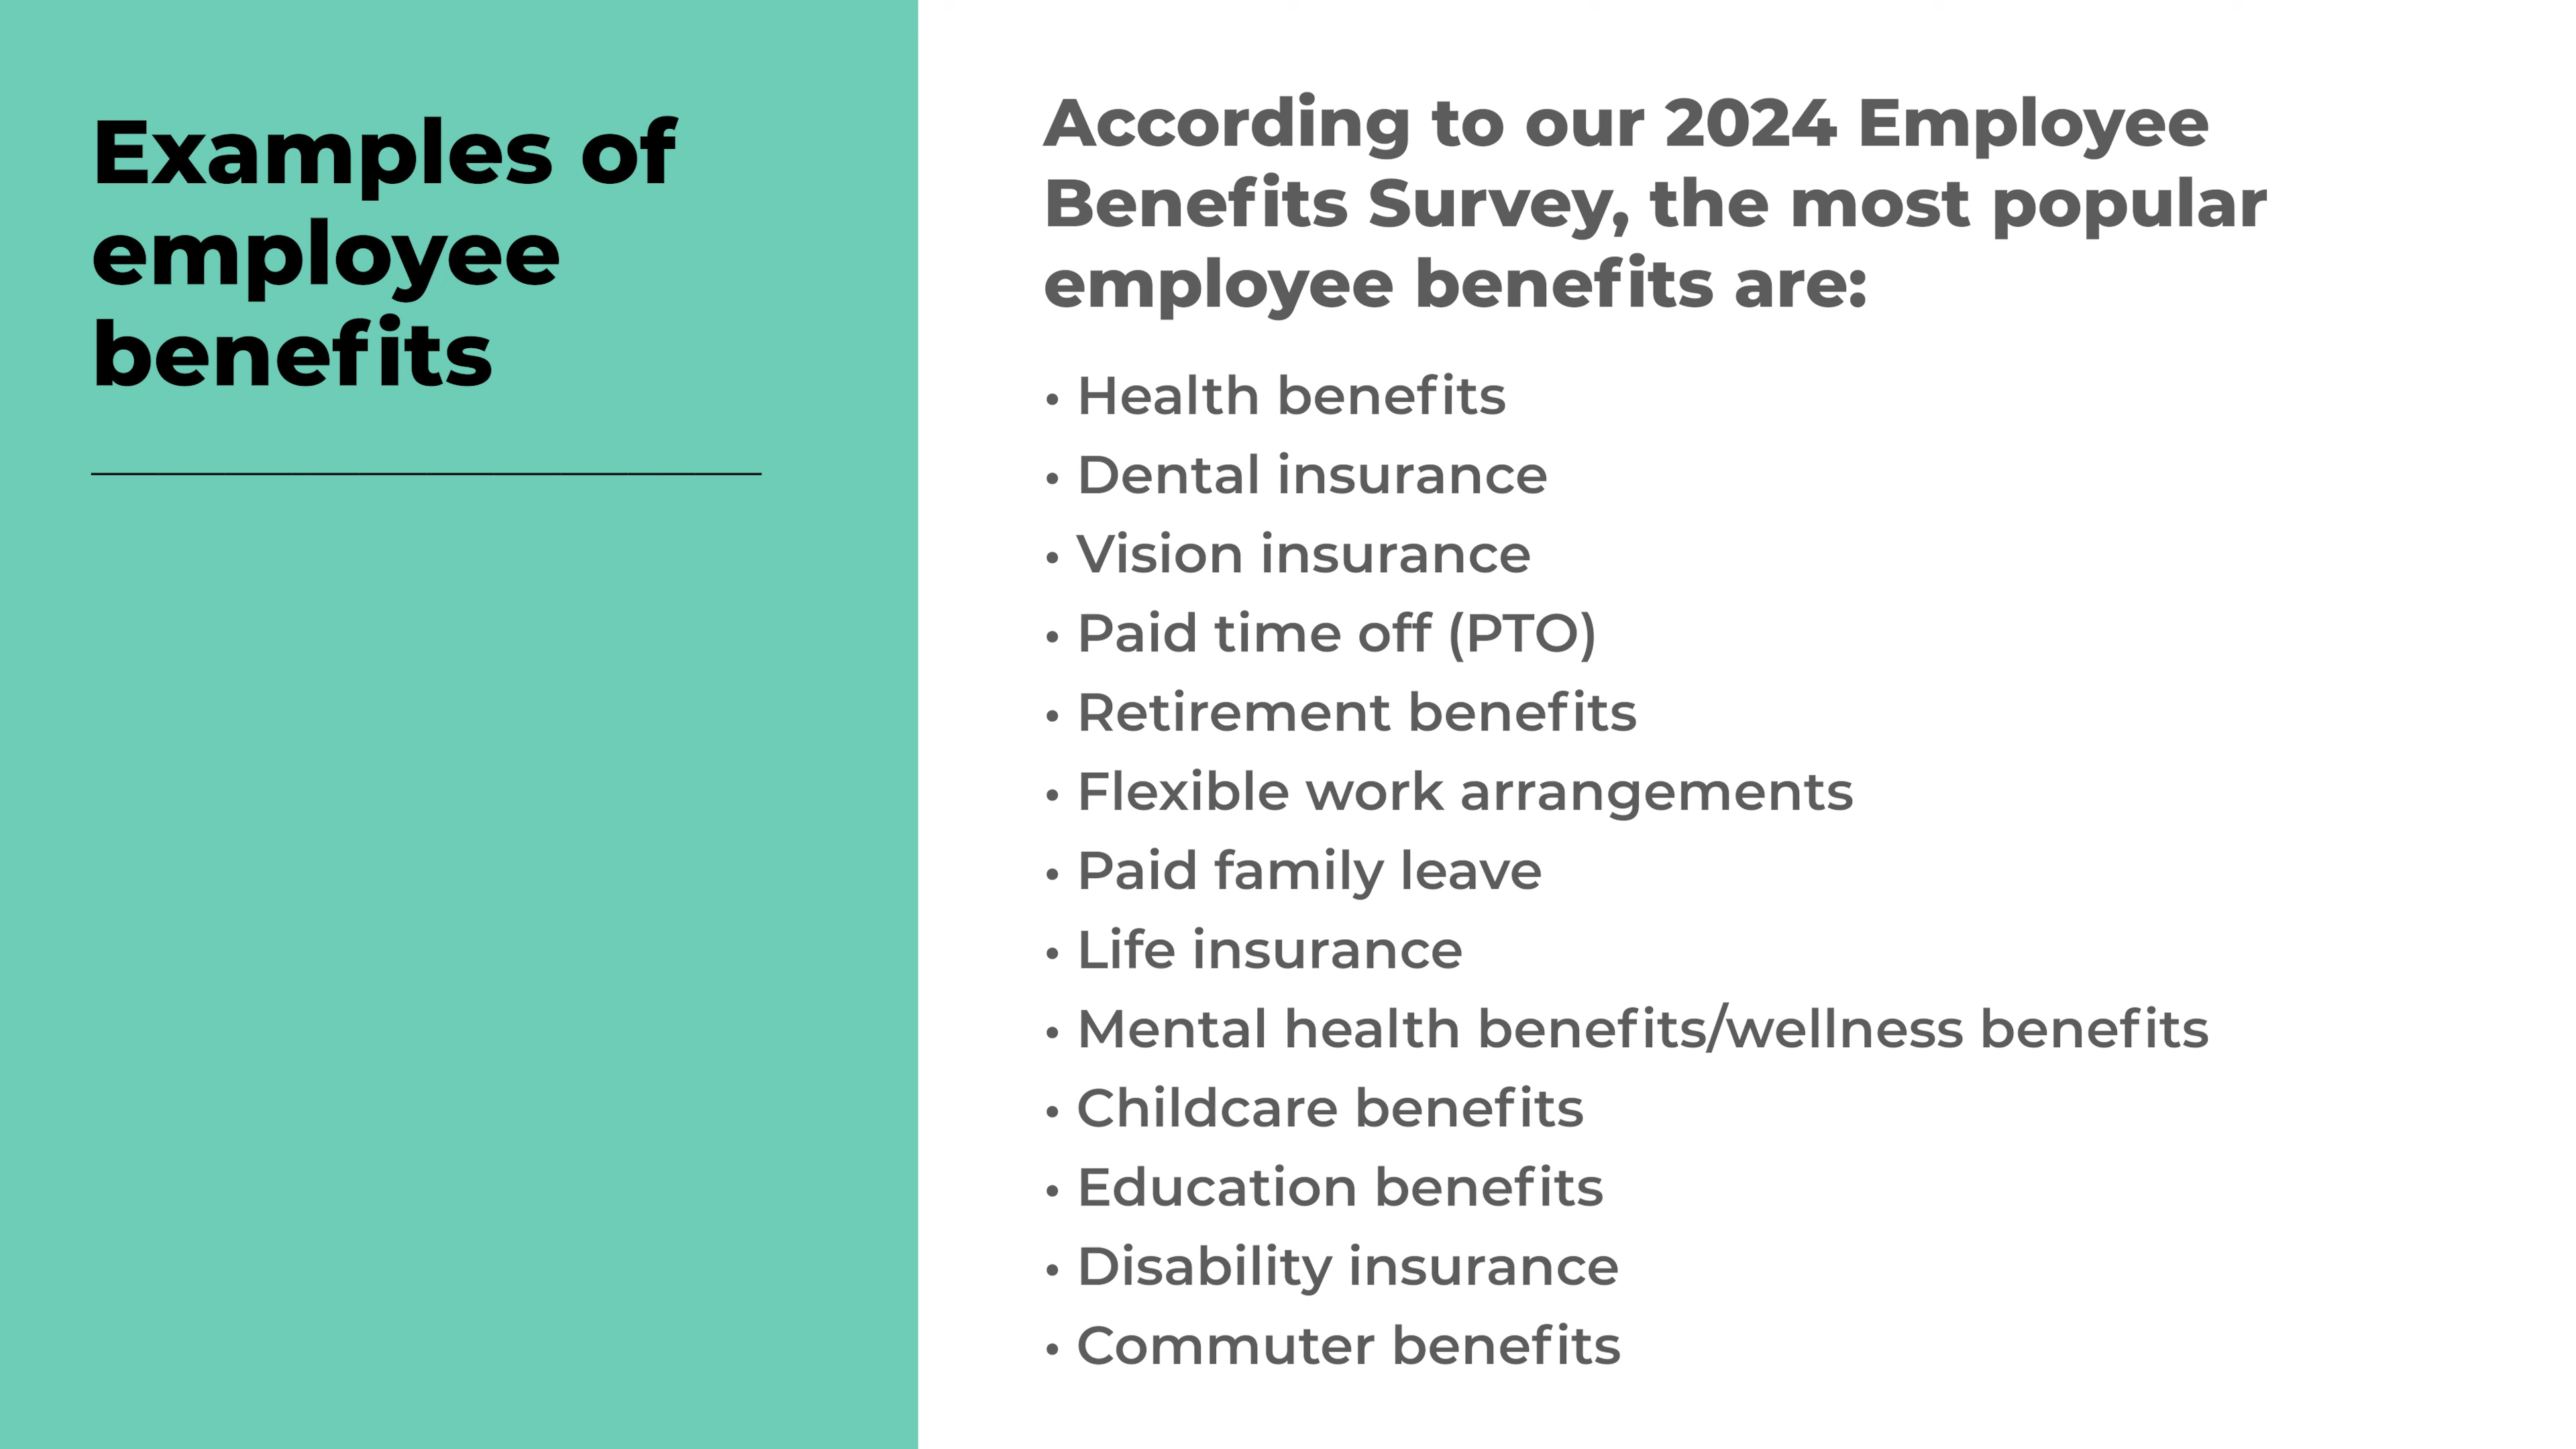 Examples of
employee
benefits
According to our 2024 Employee
Benefits Survey, the most popular
employee benefits are:
• Health benefits
• Dental insurance
• Vision insurance
• Paid time off (PTO)
• Retirement benefits
• Flexible work arrangements
• Paid family leave
• Life insurance
• Mental health benefits/wellness benefits
• Childcare benefits
• Education benefits
• Disability insurance
• Commuter benefits